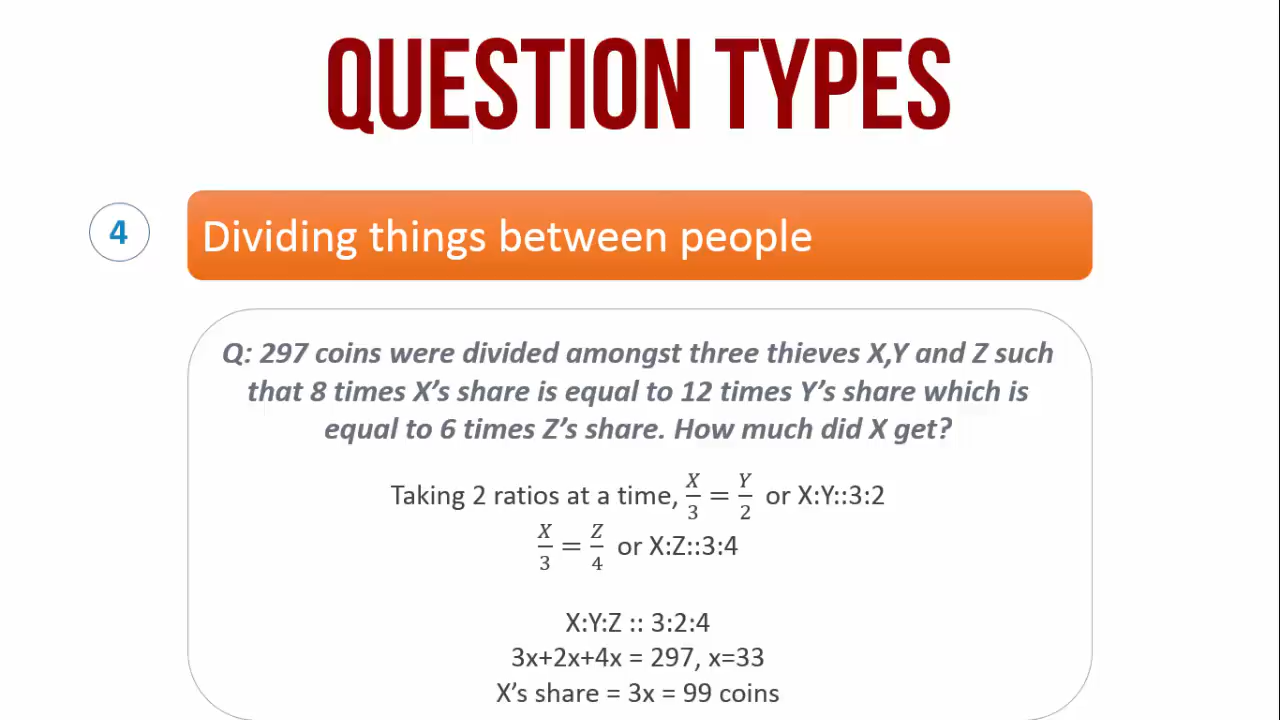 QUESTION TYPES
4
Dividing things between people
Q: 297 coins were divided amongst three thieves X,Y and Z such
that 8 times X's share is equal to 12 times Y's share which is
equal to 6 times Z's share. How much did X get?
Taking 2 ratios at a time, X/3 = Y/2 or X:Y::3:2
X/3 = Z/4 or X:Z::3:4
X:Y:Z :: 3:2:4
3x+2x+4x = 297, x=33
X's share = 3x = 99 coins